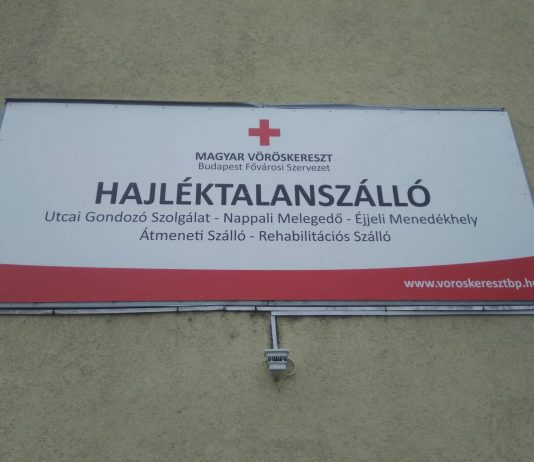 MAGYAR VÖRÖSKERESZT
Budapest Fővárosi Szervezet
HAJLÉKTALANSZÁLLÓ
Utcai Gondozó Szolgálat - Nappali Melegedő - Éjjeli Menedékhely
Átmeneti Szálló - Rehabilitációs Szálló
www.voroskeresztbp.hu